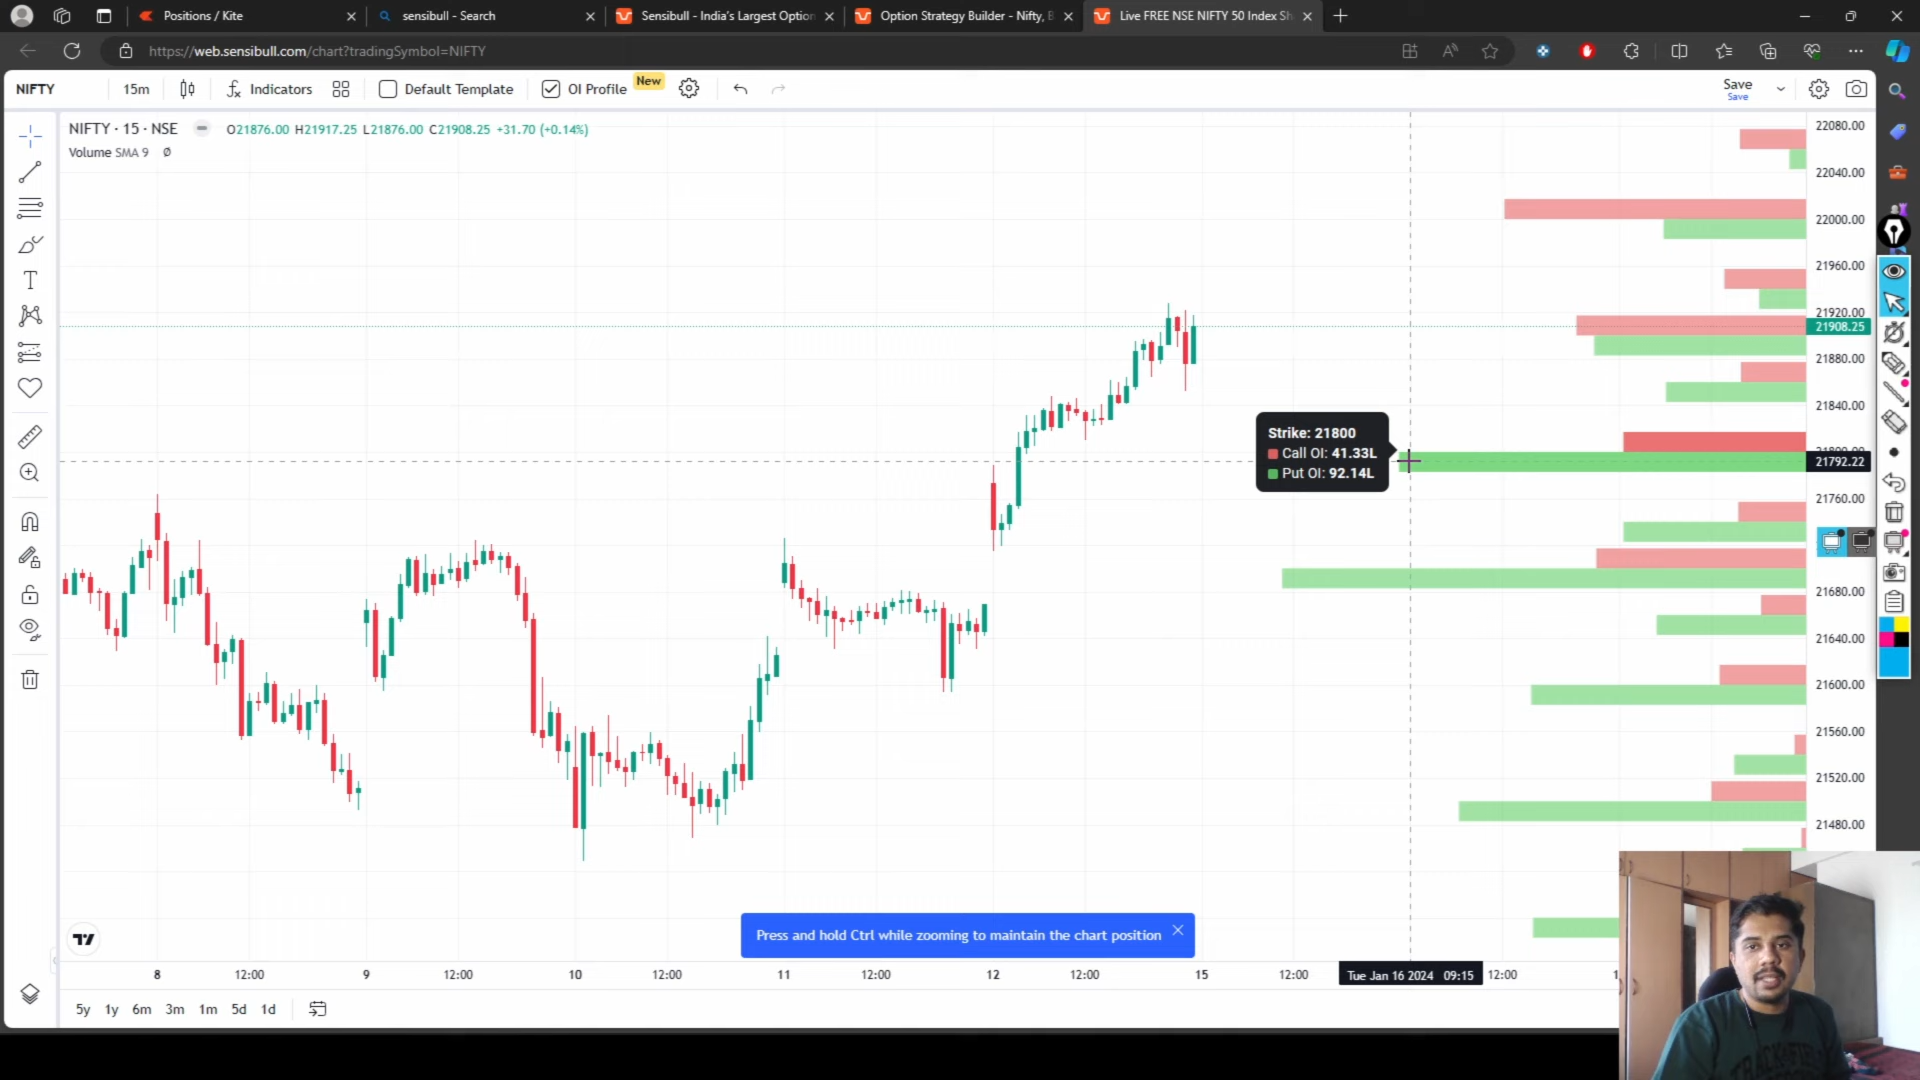 Positions / Kite
sensibull - Search
Sensibull - India's Largest Option
Option Strategy Builder - Nifty, B
Live FREE NSE NIFTY 50 Index Sh
https://web.sensibull.com/chart?tradingSymbol=NIFTY
NIFTY
15m
Indicators
Default Template
OI Profile
New
Save
Save
NIFTY · 15 · NSE
O21876.00 H21917.25 L21876.00 C21908.25 +31.70 (+0.14%)
Volume SMA 9
22080.00
22040.00
22000.00
21960.00
21920.00
21908.25
21880.00
21840.00
21792.22
21760.00
21680.00
21640.00
21600.00
21560.00
21520.00
21480.00
Strike: 21800
Call OI: 41.33L
Put OI: 92.14L
Press and hold Ctrl while zooming to maintain the chart position
8 12:00 9 12:00 10 12:00 11 12:00 12 12:00 15 12:00 Tue Jan 16 2024 09:15 12:00
5y 1y 6m 3m 1m 5d 1d